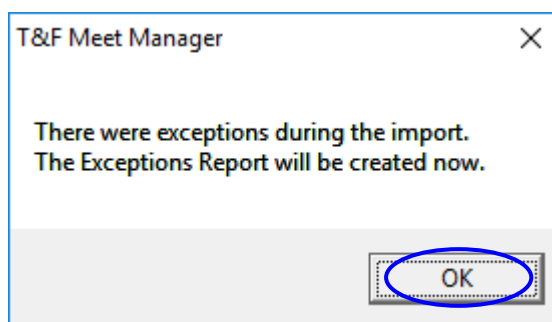 T&F Meet Manager
There were exceptions during the import.
The Exceptions Report will be created now.
OK